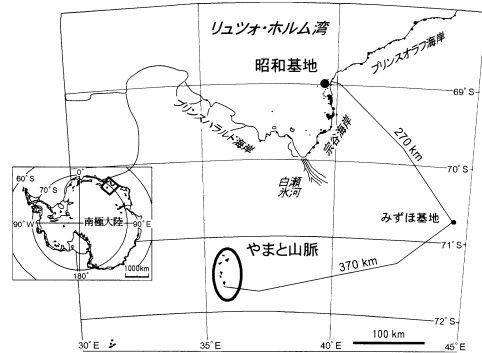 リュツォ・ホルム湾
昭和基地
プリンスオラフ海岸
69°S
プリンスハラルド海岸
宗谷海岸
270 km
70°S
白瀬
氷河
60°S
70°S
0°
90°W
南極大陸
90°E
180°
1000km
みずほ基地
71°S
やまと山脈
370 km
72°S
30°E
35°E
40°E
45°E
100 km